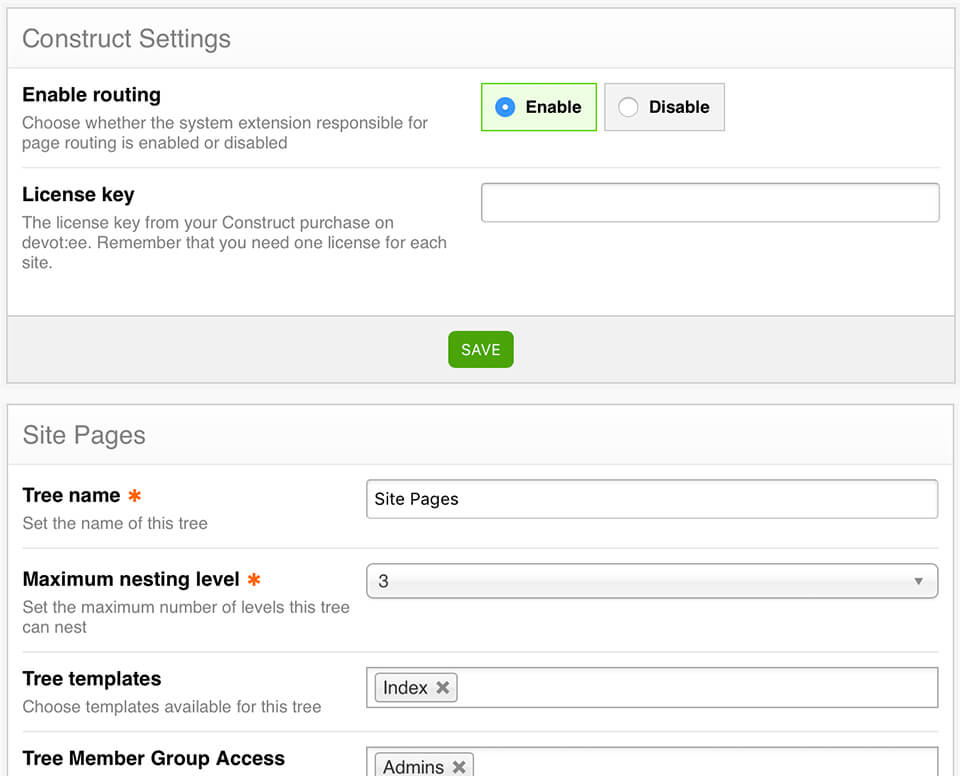 Construct Settings
Enable routing
Choose whether the system extension responsible for
page routing is enabled or disabled
Enable
Disable
License key
The license key from your Construct purchase on
devot:ee. Remember that you need one license for each
site.
SAVE
Site Pages
Tree name *
Set the name of this tree
Site Pages
Maximum nesting level *
Set the maximum number of levels this tree
can nest
3
Tree templates
Choose templates available for this tree
Index
Tree Member Group Access
Admins